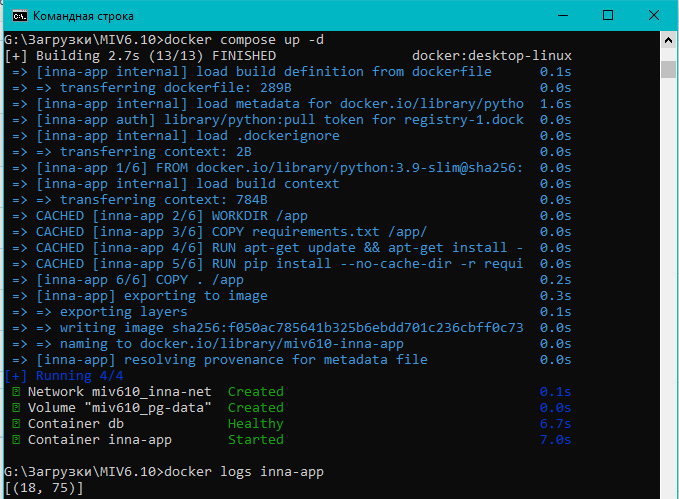 Командная строка
G:\Загрузки\MIV6.10>docker compose up -d
[+] Building 2.7s (13/13) FINISHED docker:desktop-linux
=> [inna-app internal] load build definition from dockerfile 0.1s
=> => transferring dockerfile: 289B 0.0s
=> [inna-app internal] load metadata for docker.io/library/pytho 1.6s
=> [inna-app auth] library/python:pull token for registry-1.dock 0.0s
=> [inna-app internal] load .dockerignore 0.0s
=> => transferring context: 2B 0.0s
=> [inna-app 1/6] FROM docker.io/library/python:3.9-slim@sha256: 0.0s
=> [inna-app internal] load build context 0.0s
=> => transferring context: 784B 0.0s
=> CACHED [inna-app 2/6] WORKDIR /app 0.0s
=> CACHED [inna-app 3/6] COPY requirements.txt /app/ 0.0s
=> CACHED [inna-app 4/6] RUN apt-get update && apt-get install - 0.0s
=> CACHED [inna-app 5/6] RUN pip install --no-cache-dir -r requi 0.0s
=> [inna-app 6/6] COPY . /app 0.2s
=> [inna-app] exporting to image 0.3s
=> => exporting layers 0.1s
=> => writing image sha256:f050ac785641b325b6ebdd701c236cbff0c73 0.0s
=> => naming to docker.io/library/miv610-inna-app 0.0s
=> [inna-app] resolving provenance for metadata file 0.0s
[+] Running 4/4
Network miv610_inna-net Created 0.1s
Volume "miv610_pg-data" Created 0.0s
Container db Healthy 6.7s
Container inna-app Started 7.0s
G:\Загрузки\MIV6.10>docker logs inna-app
[(18, 75)]